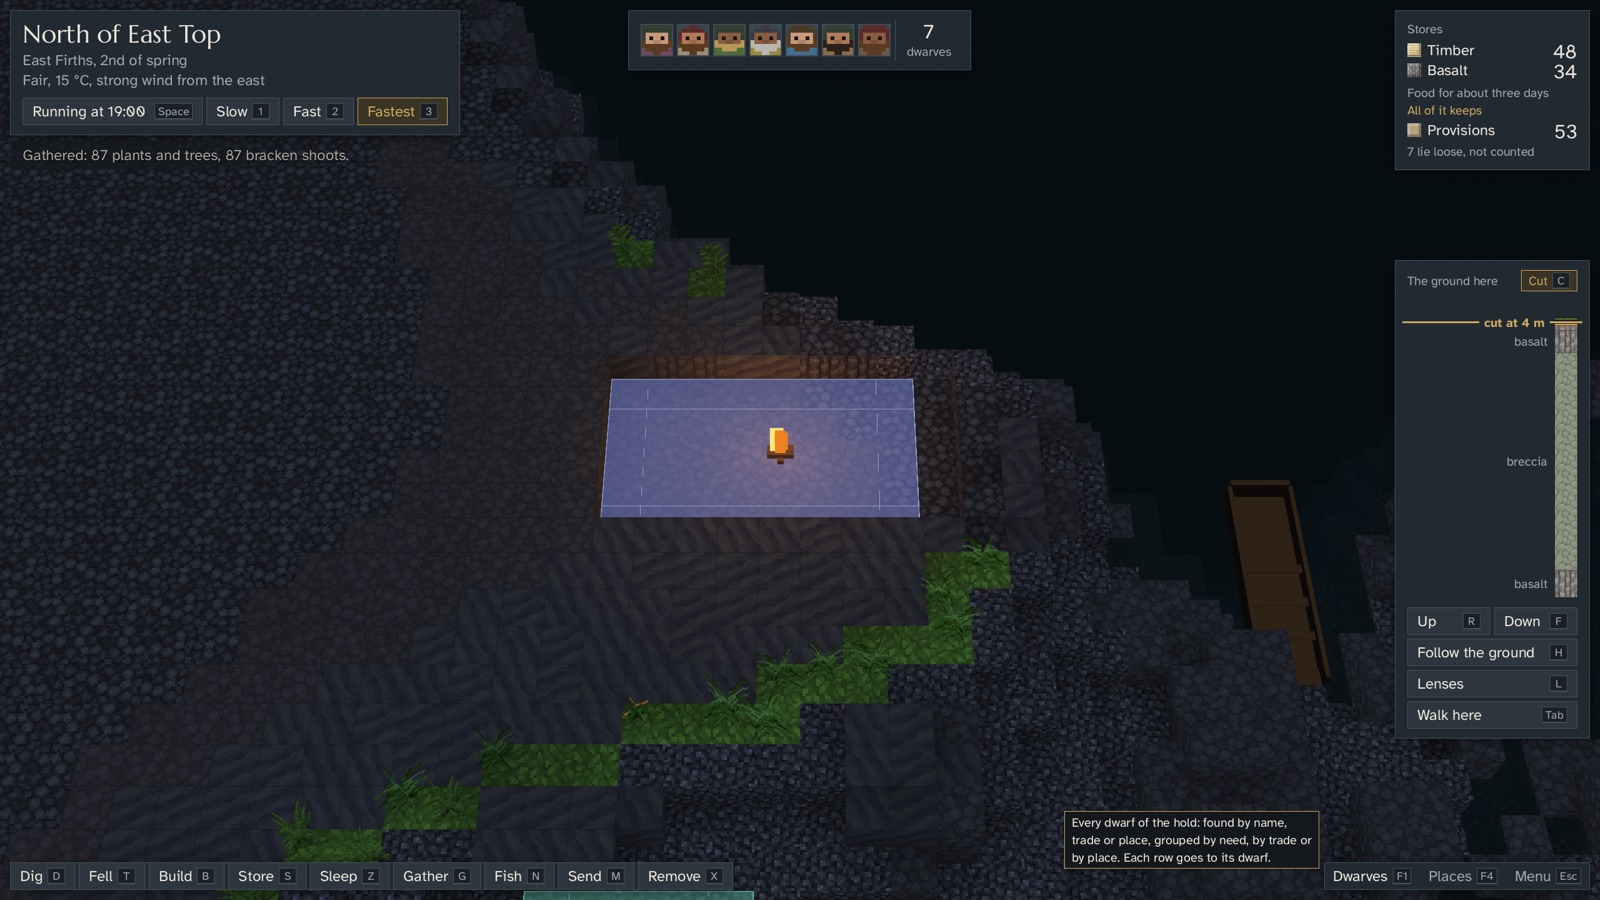 North of East Top
East Firths, 2nd of spring
Fair, 15 °C, strong wind from the east
Running at 19:00 Space Slow 1 Fast 2 Fastest 3
Gathered: 87 plants and trees, 87 bracken shoots.
7
dwarves
Stores
Timber 48
Basalt 34
Food for about three days
All of it keeps
Provisions 53
7 lie loose, not counted
The ground here Cut C
cut at 4 m
basalt
breccia
basalt
Up R Down F
Follow the ground H
Lenses L
Walk here Tab
Every dwarf of the hold: found by name,
trade or place, grouped by need, by trade or
by place. Each row goes to its dwarf.
Dig D Fell T Build B Store S Sleep Z Gather G Fish N Send M Remove X
Dwarves F1 Places F4 Menu Esc